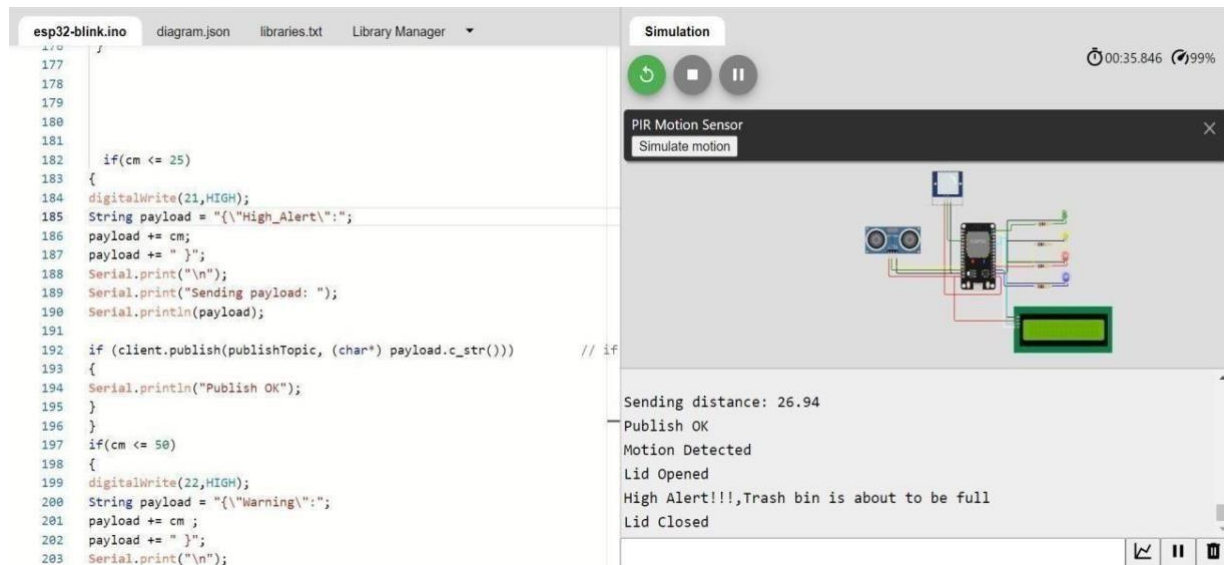 esp32-blink.ino diagram.json libraries.txt Library Manager
176 }
177
178
179
180
181
182 if(cm <= 25)
183 {
184 digitalWrite(21,HIGH);
185 String payload = "{\"High_Alert\":";
186 payload += cm;
187 payload += " }";
188 Serial.print("\n");
189 Serial.print("Sending payload: ");
190 Serial.println(payload);
191
192 if (client.publish(publishTopic, (char*) payload.c_str())) // if
193 {
194 Serial.println("Publish OK");
195 }
196 }
197 if(cm <= 50)
198 {
199 digitalWrite(22,HIGH);
200 String payload = "{\"Warning\":";
201 payload += cm ;
202 payload += " }";
203 Serial.print("\n");
Simulation
00:35.846 99%
PIR Motion Sensor
Simulate motion
Sending distance: 26.94
Publish OK
Motion Detected
Lid Opened
High Alert!!!,Trash bin is about to be full
Lid Closed